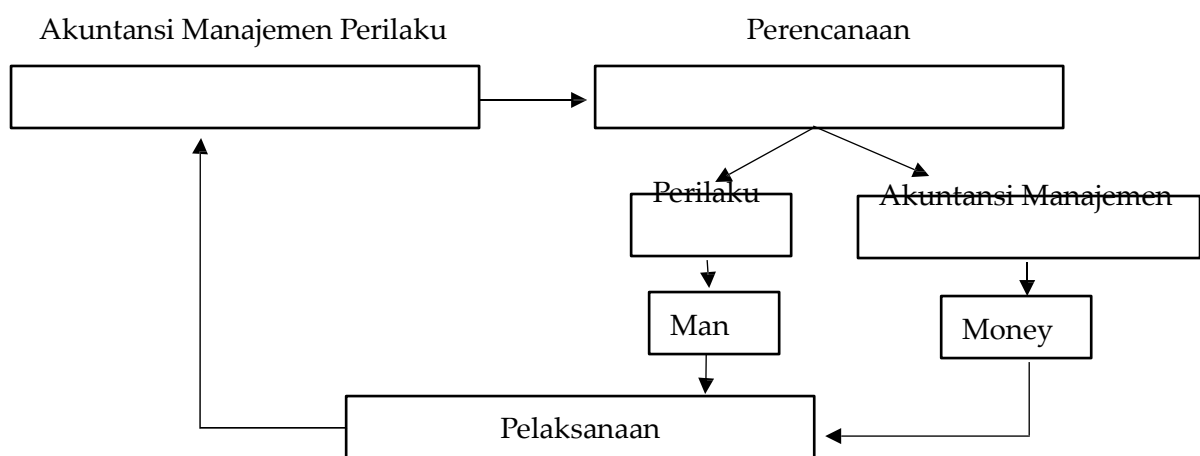 Akuntansi Manajemen Perilaku
Perencanaan
Perilaku
Akuntansi Manajemen
Man
Money
Pelaksanaan